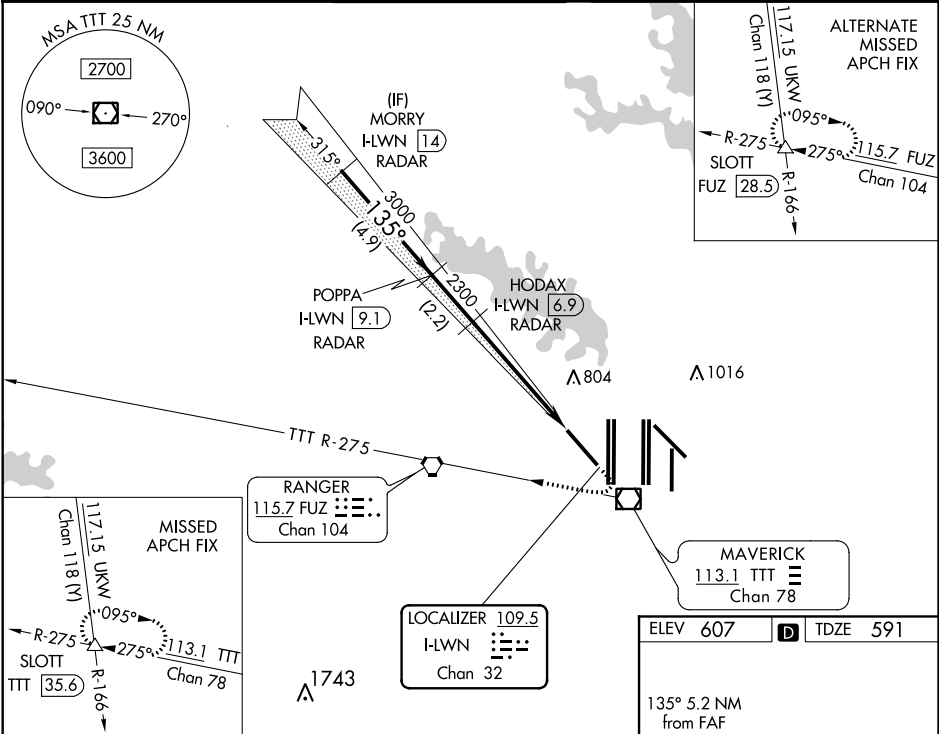 MSA TTT 25 NM
2700
090°
270°
3600
(IF)
MORRY
I-LWN 14
RADAR
315°
3000
135°
(4.9)
2300
(2.2)
POPPA
I-LWN 9.1
RADAR
HODAX
I-LWN 6.9
RADAR
804
1016
ALTERNATE
MISSED
APCH FIX
117.15 UKW
Chan 118 (Y)
095°
R-275
275°
115.7 FUZ
Chan 104
SLOTT
FUZ 28.5
R-166
TTT R-275
RANGER
115.7 FUZ
Chan 104
MAVERICK
113.1 TTT
Chan 78
LOCALIZER 109.5
I-LWN
Chan 32
1743
MISSED
APCH FIX
117.15 UKW
Chan 118 (Y)
095°
R-275
275°
113.1 TTT
Chan 78
SLOTT
TTT 35.6
R-166
ELEV 607 D TDZE 591
135° 5.2 NM
from FAF